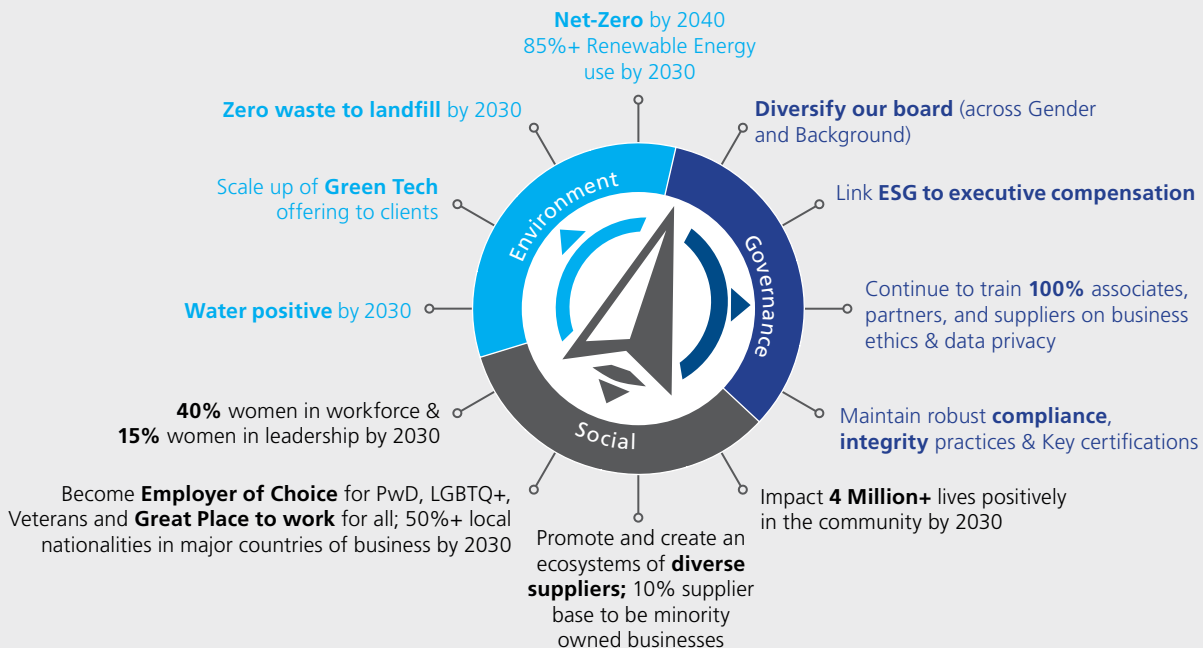 Net-Zero by 2040
85%+ Renewable Energy
use by 2030
Zero waste to landfill by 2030
Diversify our board (across Gender
and Background)
Scale up of Green Tech
offering to clients
Link ESG to executive compensation
Environment
Governance
Water positive by 2030
Continue to train 100% associates,
partners, and suppliers on business
ethics & data privacy
40% women in workforce &
15% women in leadership by 2030
Social
Maintain robust compliance,
integrity practices & Key certifications
Become Employer of Choice for PwD, LGBTQ+,
Veterans and Great Place to work for all; 50%+ local
nationalities in major countries of business by 2030
Impact 4 Million+ lives positively
in the community by 2030
Promote and create an
ecosystems of diverse
suppliers; 10% supplier
base to be minority
owned businesses